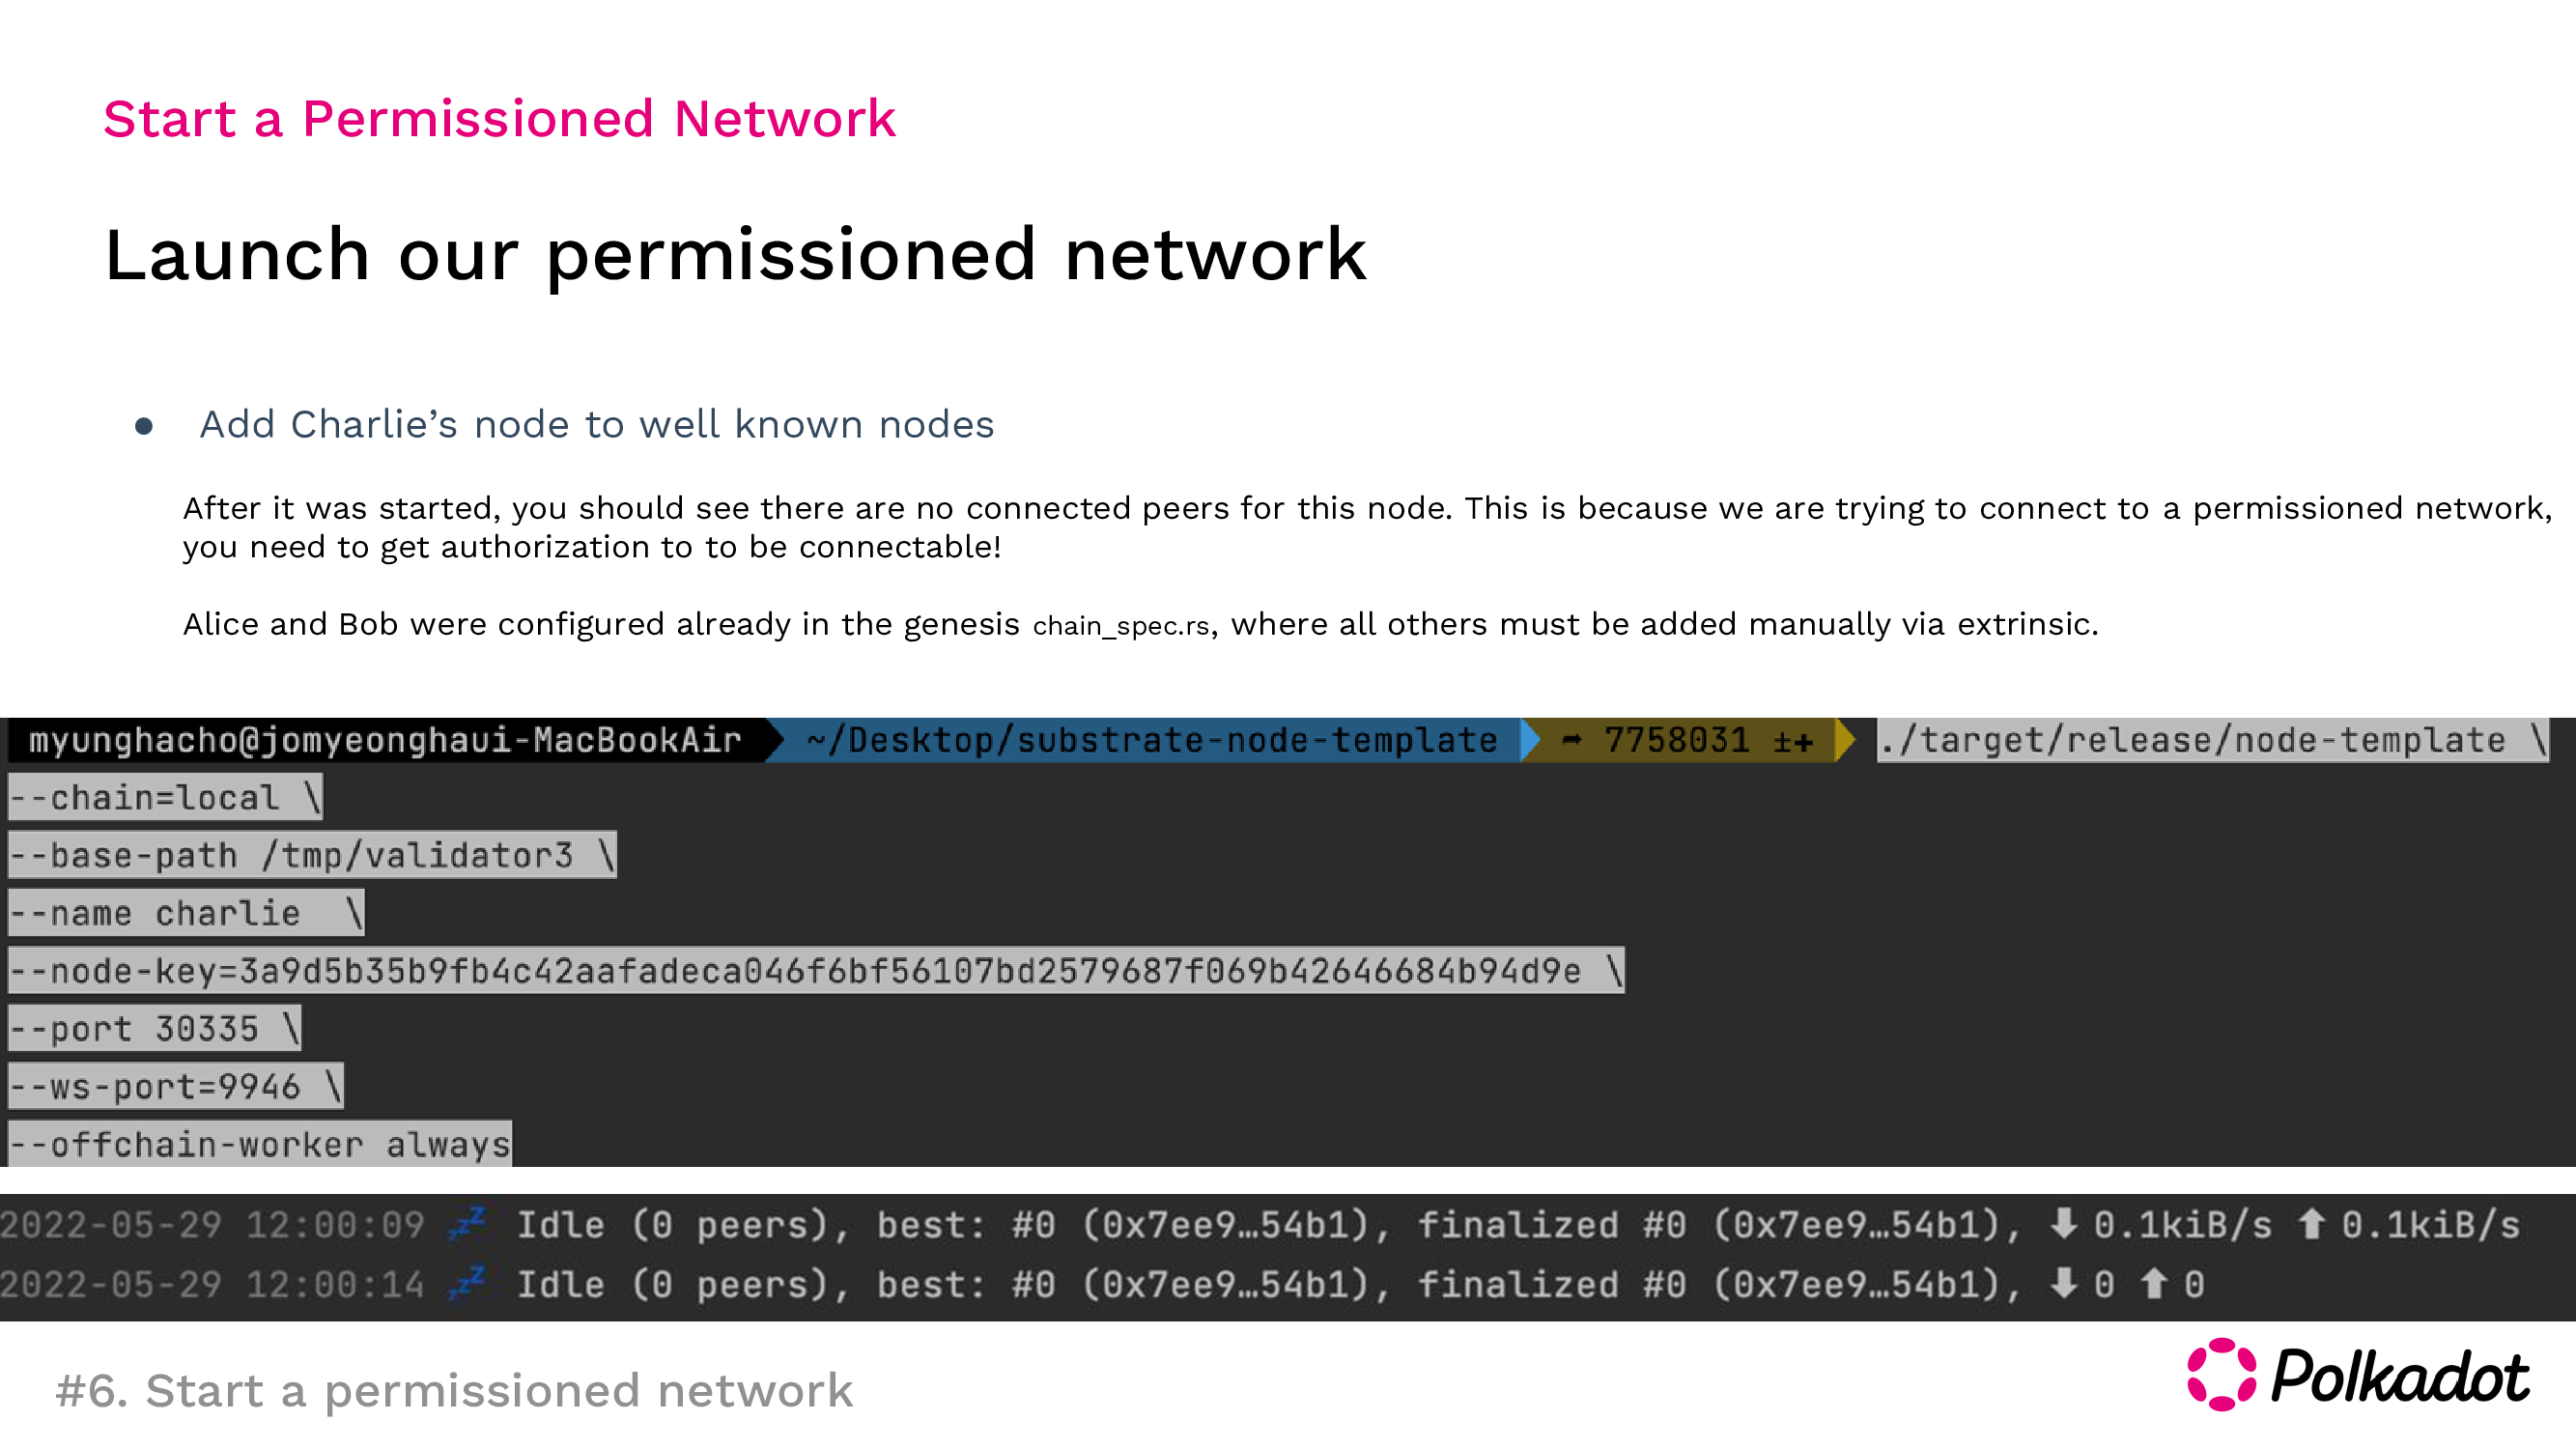 Start a Permissioned Network
Launch our permissioned network
● Add Charlie’s node to well known nodes
After it was started, you should see there are no connected peers for this node. This is because we are trying to connect to a permissioned network,
you need to get authorization to to be connectable!
Alice and Bob were configured already in the genesis chain_spec.rs, where all others must be added manually via extrinsic.
myunghacho@jomyeonghaui-MacBookAir ~/Desktop/substrate-node-template ➦ 7758031 ±✚ ./target/release/node-template \
--chain=local \
--base-path /tmp/validator3 \
--name charlie  \
--node-key=3a9d5b35b9fb4c42aafadeca046f6bf56107bd2579687f069b42646684b94d9e \
--port 30335 \
--ws-port=9946 \
--offchain-worker always
2022-05-29 12:00:09 💤 Idle (0 peers), best: #0 (0x7ee9…54b1), finalized #0 (0x7ee9…54b1), ⬇ 0.1kiB/s ⬆ 0.1kiB/s
2022-05-29 12:00:14 💤 Idle (0 peers), best: #0 (0x7ee9…54b1), finalized #0 (0x7ee9…54b1), ⬇ 0 ⬆ 0
#6. Start a permissioned network
Polkadot